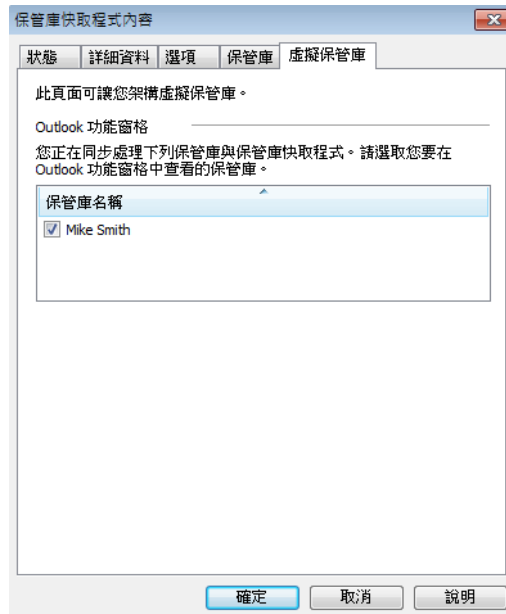 保管庫快取程式內容
狀態 詳細資料 選項 保管庫 虛擬保管庫
此頁面可讓您架構虛擬保管庫。
Outlook 功能窗格
您正在同步處理下列保管庫與保管庫快取程式。請選取您要在
Outlook 功能窗格中查看的保管庫。
保管庫名稱
Mike Smith
確定 取消 說明